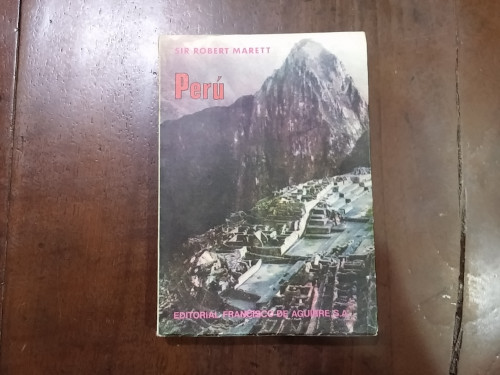 SIR ROBERT MARETT
Perú
EDITORIAL FRANCISCO DE AGUIRRE, S.A.